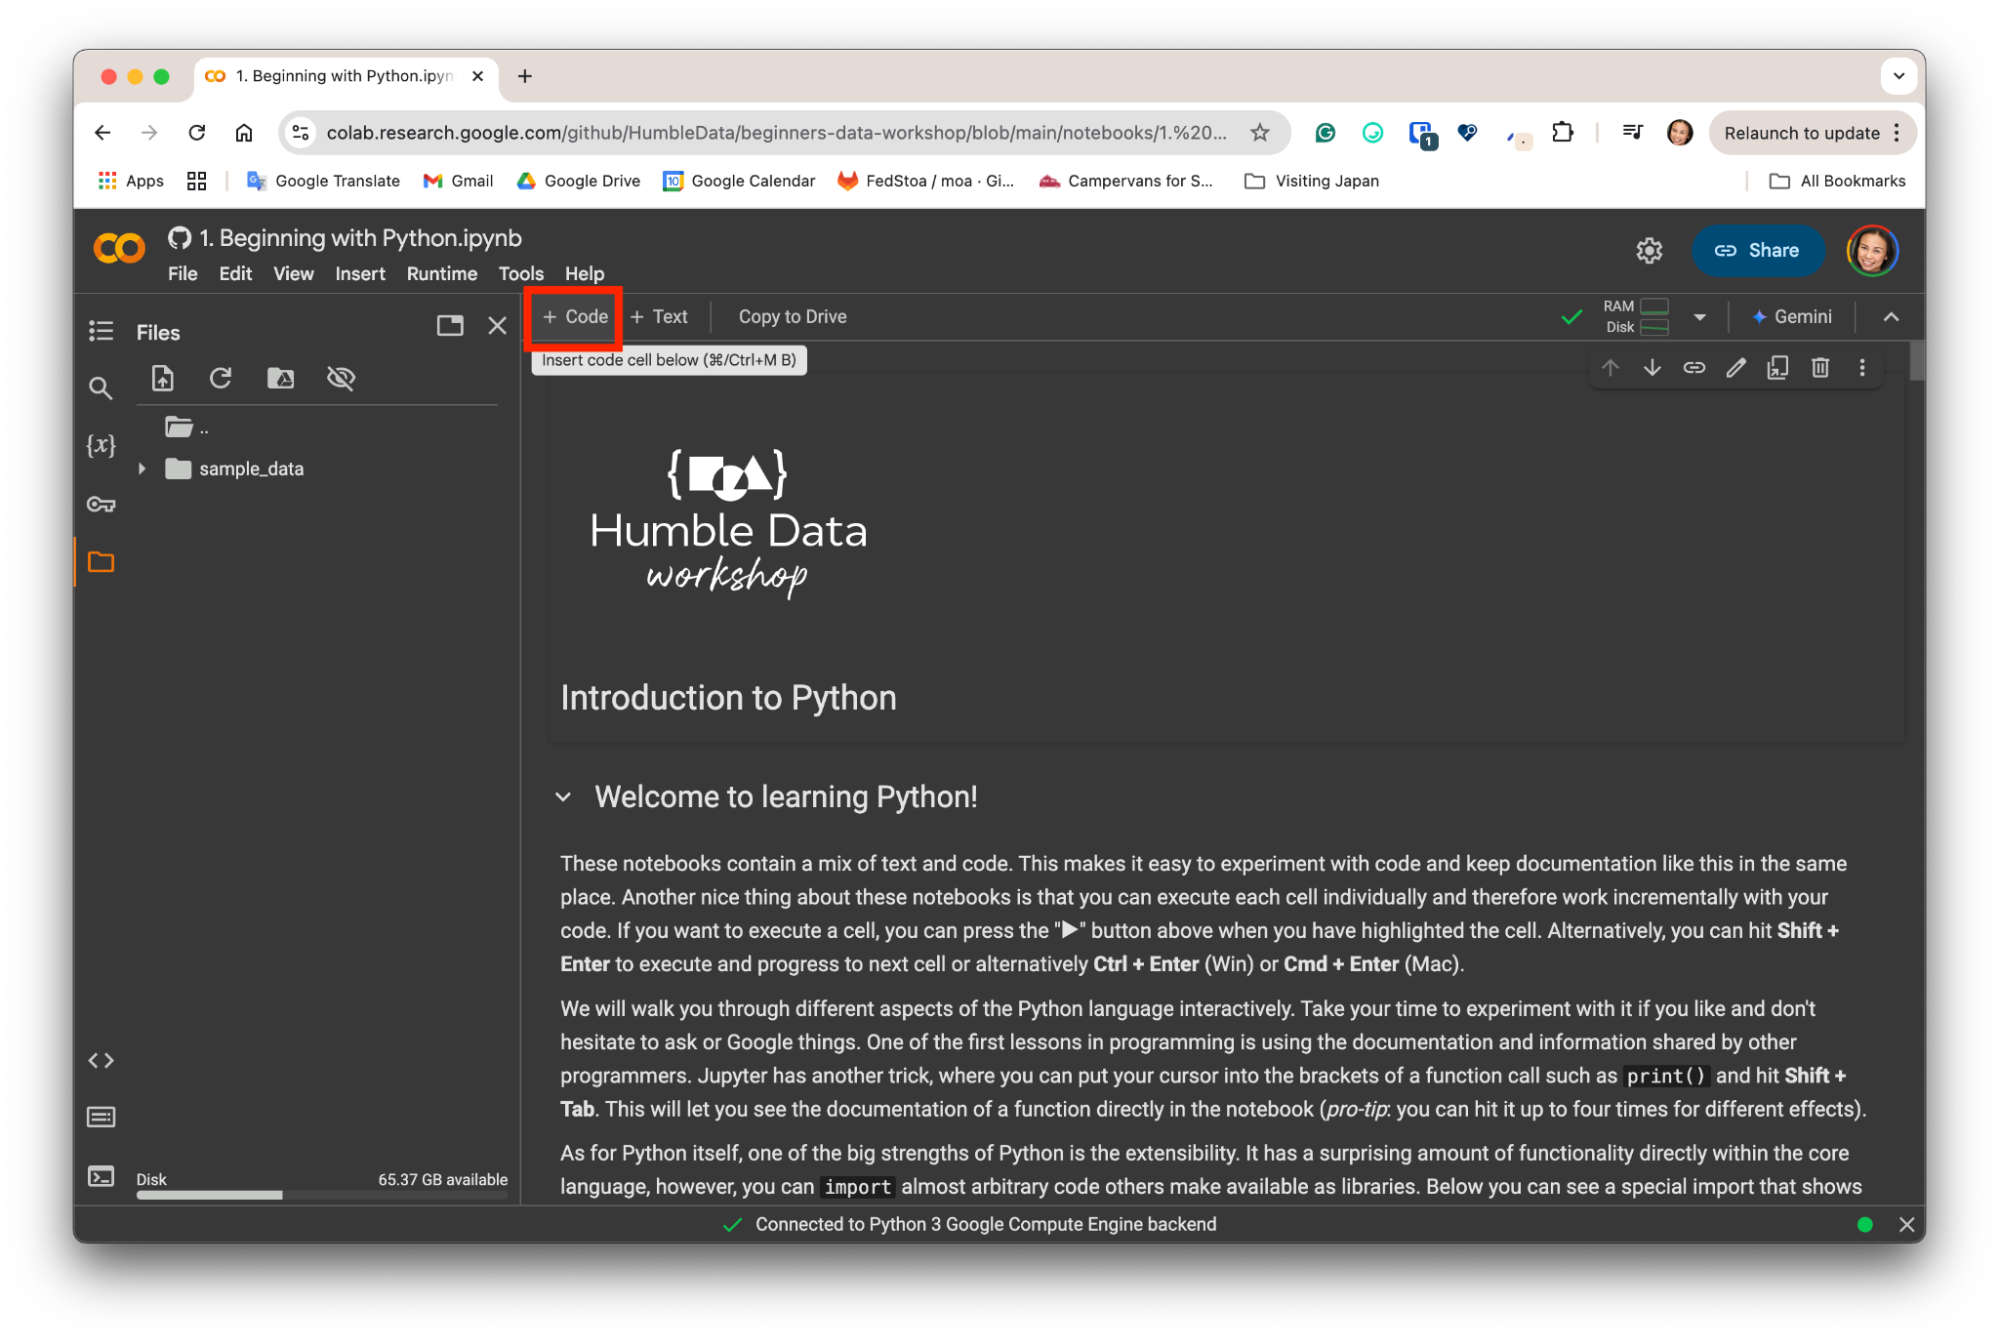 1. Beginning with Python.ipyn
colab.research.google.com/github/HumbleData/beginners-data-workshop/blob/main/notebooks/1.%20...
1
Relaunch to update
Apps
Google Translate
Gmail
Google Drive
10
Google Calendar
FedStoa / moa · Gi...
Campervans for S...
Visiting Japan
All Bookmarks
1. Beginning with Python.ipynb
File Edit View Insert Runtime Tools Help
Share
Files
+ Code
+ Text
Copy to Drive
RAM
Disk
Gemini
Insert code cell below (⌘/Ctrl+M B)
{x}
..
sample_data
Humble Data
workshop
Introduction to Python
Welcome to learning Python!
These notebooks contain a mix of text and code. This makes it easy to experiment with code and keep documentation like this in the same
place. Another nice thing about these notebooks is that you can execute each cell individually and therefore work incrementally with your
code. If you want to execute a cell, you can press the "▶" button above when you have highlighted the cell. Alternatively, you can hit Shift +
Enter to execute and progress to next cell or alternatively Ctrl + Enter (Win) or Cmd + Enter (Mac).
We will walk you through different aspects of the Python language interactively. Take your time to experiment with it if you like and don't
hesitate to ask or Google things. One of the first lessons in programming is using the documentation and information shared by other
programmers. Jupyter has another trick, where you can put your cursor into the brackets of a function call such as print() and hit Shift +
Tab. This will let you see the documentation of a function directly in the notebook (pro-tip: you can hit it up to four times for different effects).
As for Python itself, one of the big strengths of Python is the extensibility. It has a surprising amount of functionality directly within the core
language, however, you can import almost arbitrary code others make available as libraries. Below you can see a special import that shows
Disk
65.37 GB available
Connected to Python 3 Google Compute Engine backend